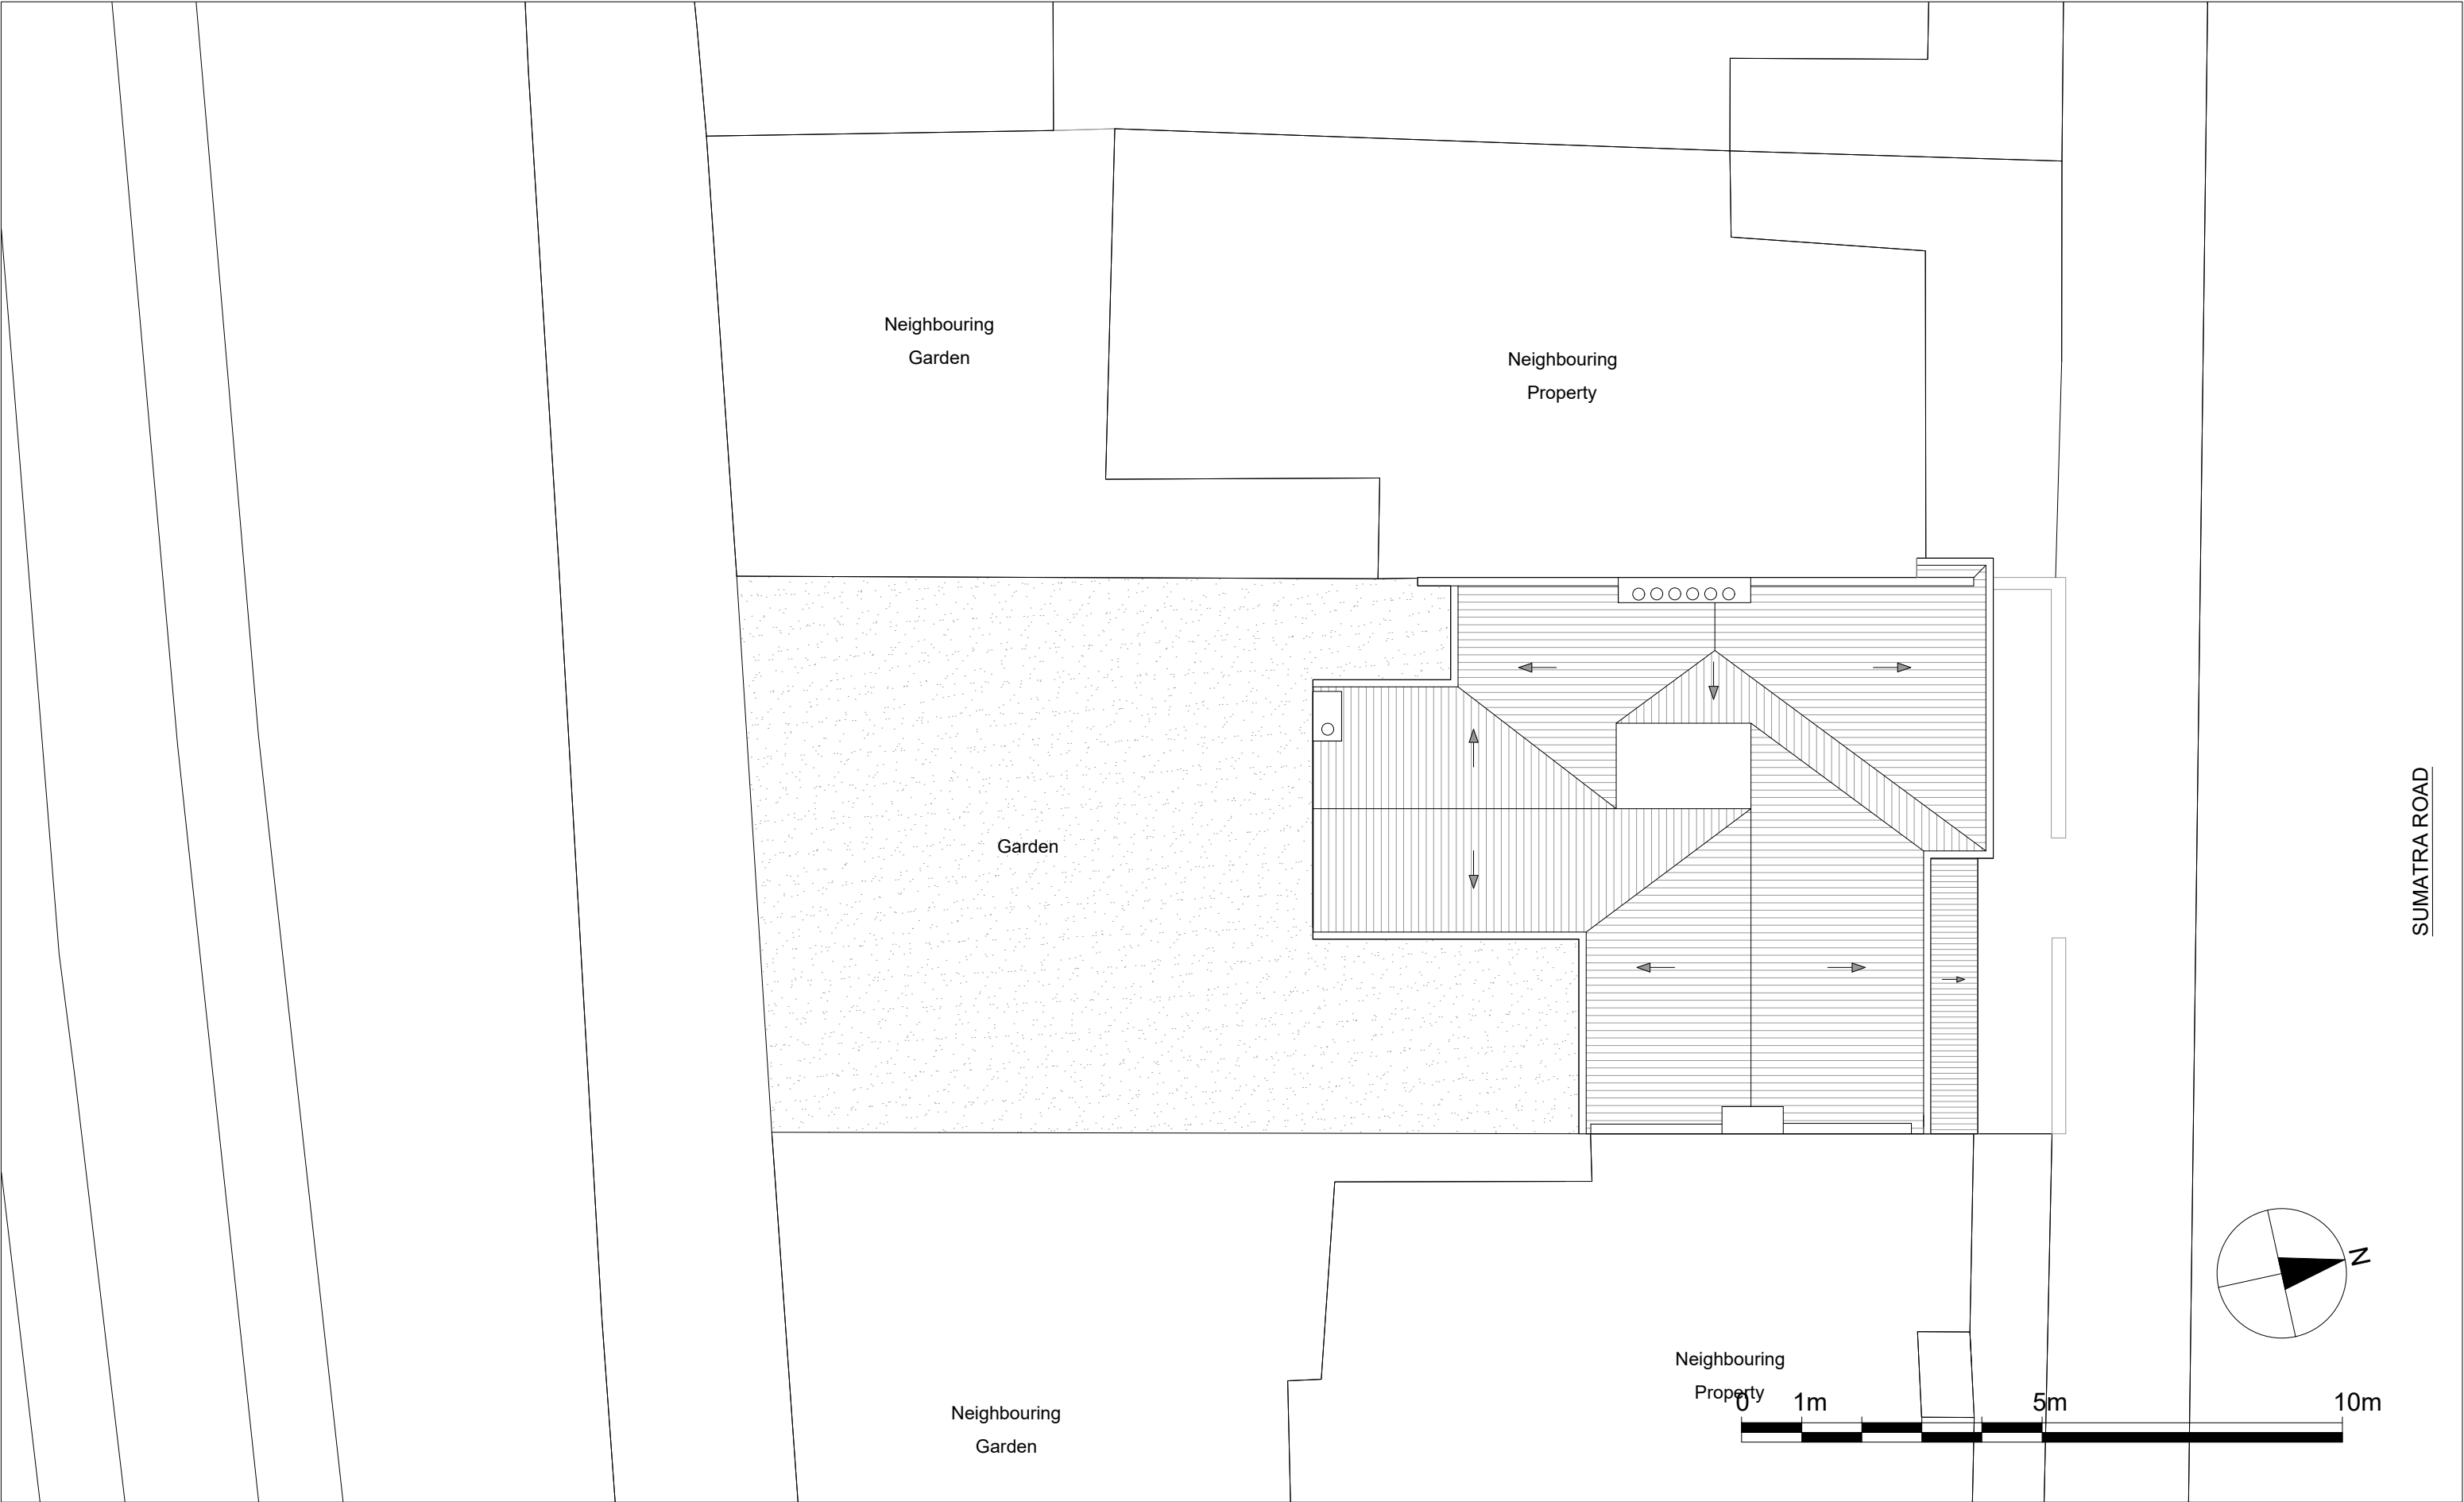 Neighbouring
Garden
Neighbouring
Property
Garden
SUMATRA ROAD
N
Neighbouring
Property
0 1m 5m 10m
Neighbouring
Garden